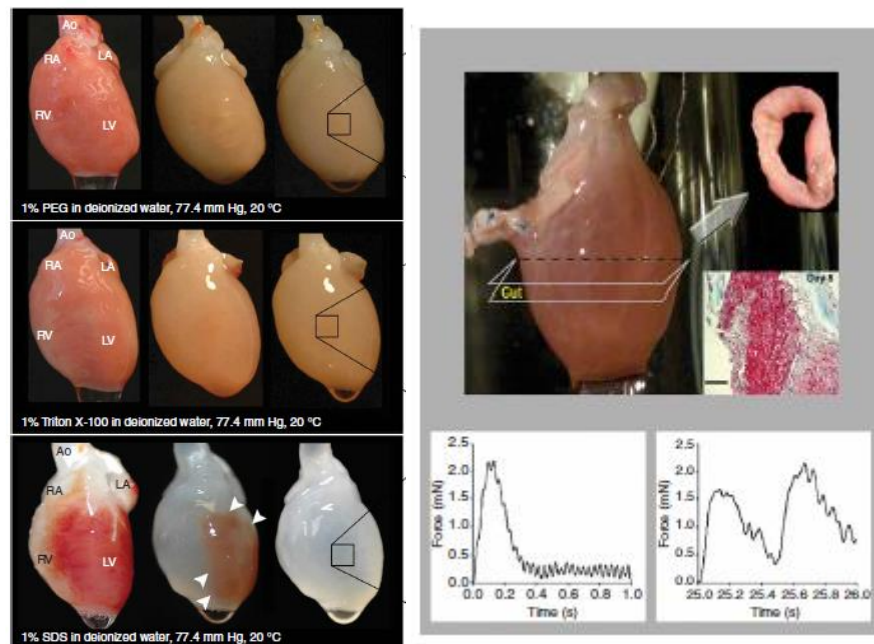 Ao
RA
LA
RV
LV
1% PEG in deionized water, 77.4 mm Hg, 20 ºC
Ao
RA
LA
RV
LV
1% Triton X-100 in deionized water, 77.4 mm Hg, 20 ºC
Ao
RA
LA
RV
LV
1% SDS in deionized water, 77.4 mm Hg, 20 ºC
Cut
Day 8
Force (mN)
2.5
2.0
1.5
1.0
0.5
0.0
0.0 0.2 0.4 0.6 0.8 1.0
Time (s)
Force (mN)
2.5
2.0
1.5
1.0
0.5
0.0
25.0 25.2 25.4 25.6 25.8 26.0
Time (s)